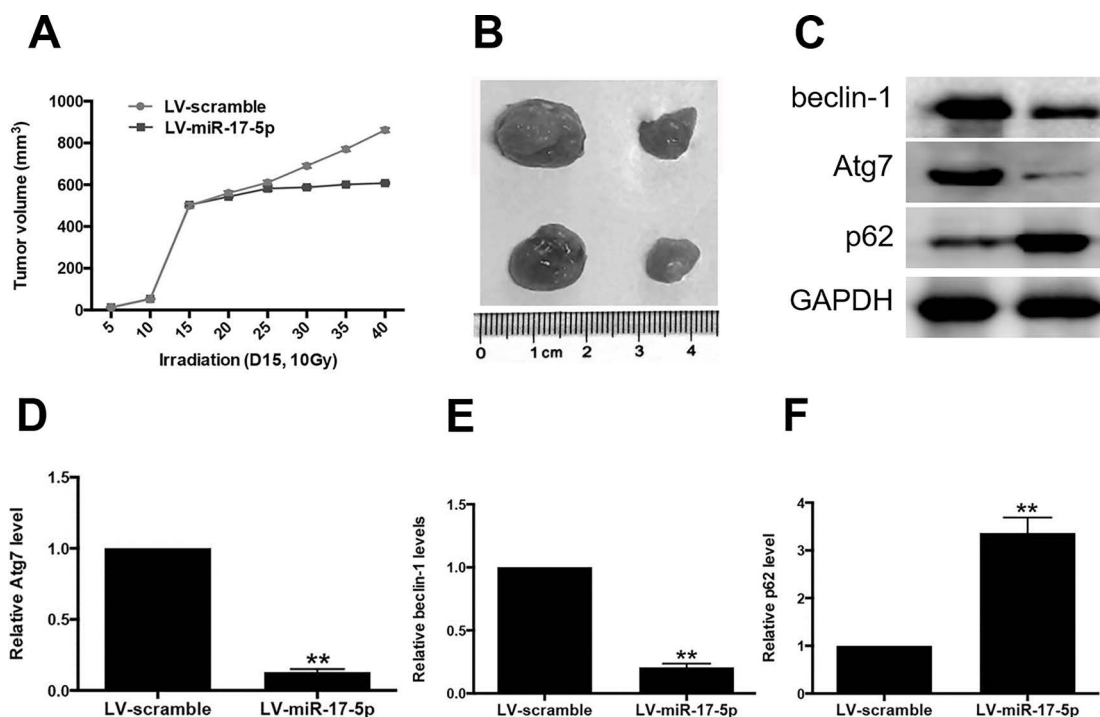 A
Tumor volume (mm³)
1000
800
600
400
200
0
LV-scramble
LV-miR-17-5p
5 10 15 20 25 30 35 40
Irradiation (D15, 10Gy)
B
0 1 cm 2 3 4
C
beclin-1
Atg7
p62
GAPDH
D
Relative Atg7 level
1.5
1.0
0.5
0.0
**
LV-scramble LV-miR-17-5p
E
Relative beclin-1 levels
1.5
1.0
0.5
0.0
**
LV-scramble LV-miR-17-5p
F
Relative p62 level
4
3
2
1
0
**
LV-scramble LV-miR-17-5p